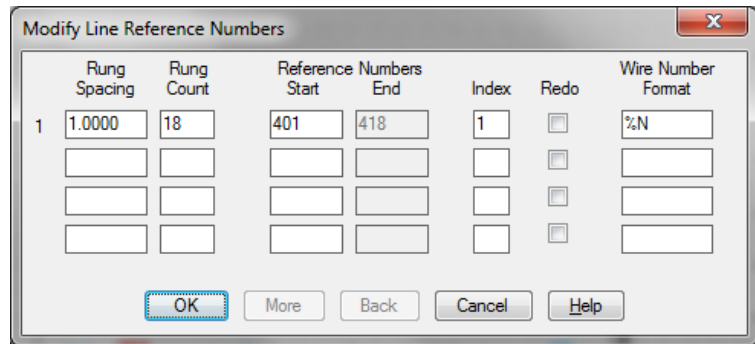 Modify Line Reference Numbers
x
Rung Rung Reference Numbers Wire Number
Spacing Count Start End Index Redo Format
1 1.0000 18 401 418 1 %N
OK More Back Cancel Help